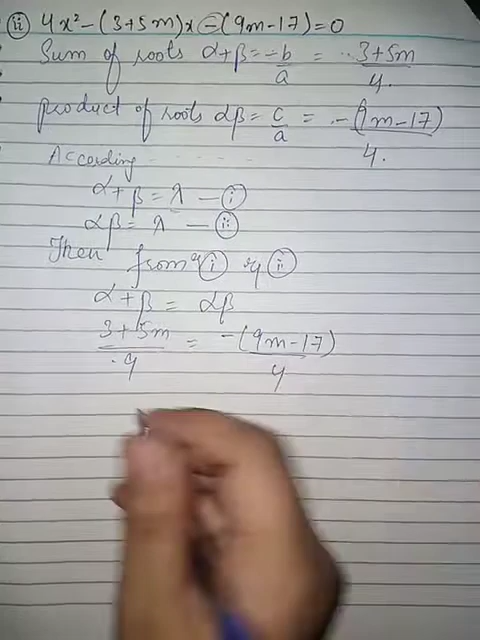 (ii) 4x² - (3+5m)x - (9m-17) = 0
Sum of roots α+β = -b/a = 3+5m/4.
product of roots αβ = c/a = -(9m-17)/4.
According
α+β = λ — (i)
αβ = λ — (ii)
Then from (i) & (ii)
α+β = αβ
3+5m/4 = -(9m-17)/4